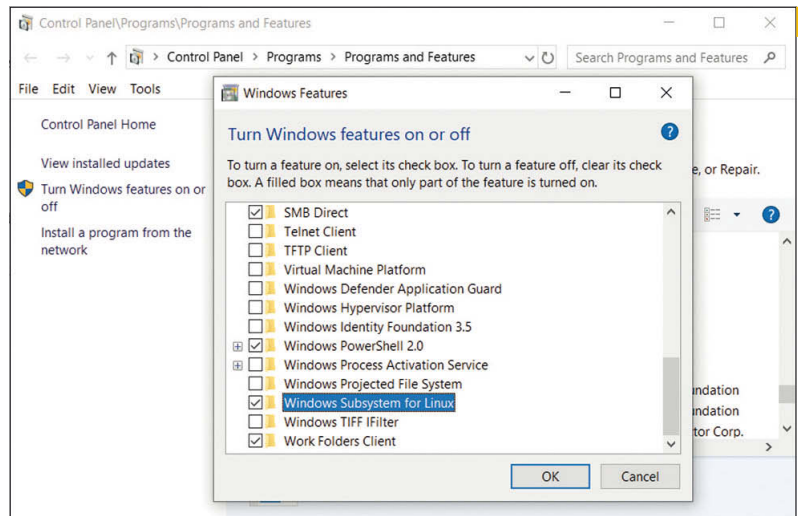 Control Panel\Programs\Programs and Features
Control Panel > Programs > Programs and Features
Search Programs and Features
File Edit View Tools
Control Panel Home
View installed updates
Turn Windows features on or
off
Install a program from the
network
Windows Features
Turn Windows features on or off
To turn a feature on, select its check box. To turn a feature off, clear its check
box. A filled box means that only part of the feature is turned on.
SMB Direct
Telnet Client
TFTP Client
Virtual Machine Platform
Windows Defender Application Guard
Windows Hypervisor Platform
Windows Identity Foundation 3.5
Windows PowerShell 2.0
Windows Process Activation Service
Windows Projected File System
Windows Subsystem for Linux
Windows TIFF IFilter
Work Folders Client
OK Cancel
e, or Repair.
undation
undation
tor Corp.